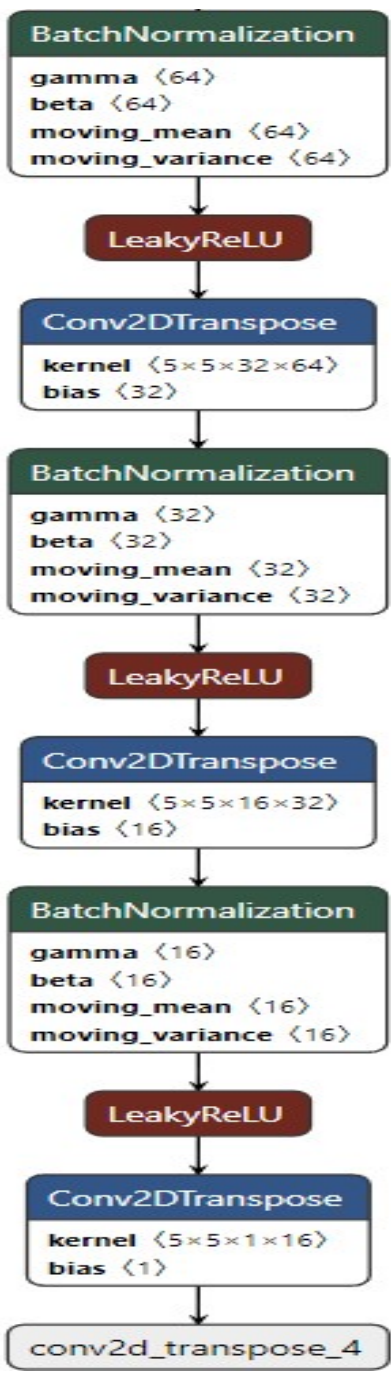 BatchNormalization
gamma ⟨64⟩
beta ⟨64⟩
moving_mean ⟨64⟩
moving_variance ⟨64⟩
LeakyReLU
Conv2DTranspose
kernel ⟨5×5×32×64⟩
bias ⟨32⟩
BatchNormalization
gamma ⟨32⟩
beta ⟨32⟩
moving_mean ⟨32⟩
moving_variance ⟨32⟩
LeakyReLU
Conv2DTranspose
kernel ⟨5×5×16×32⟩
bias ⟨16⟩
BatchNormalization
gamma ⟨16⟩
beta ⟨16⟩
moving_mean ⟨16⟩
moving_variance ⟨16⟩
LeakyReLU
Conv2DTranspose
kernel ⟨5×5×1×16⟩
bias ⟨1⟩
conv2d_transpose_4